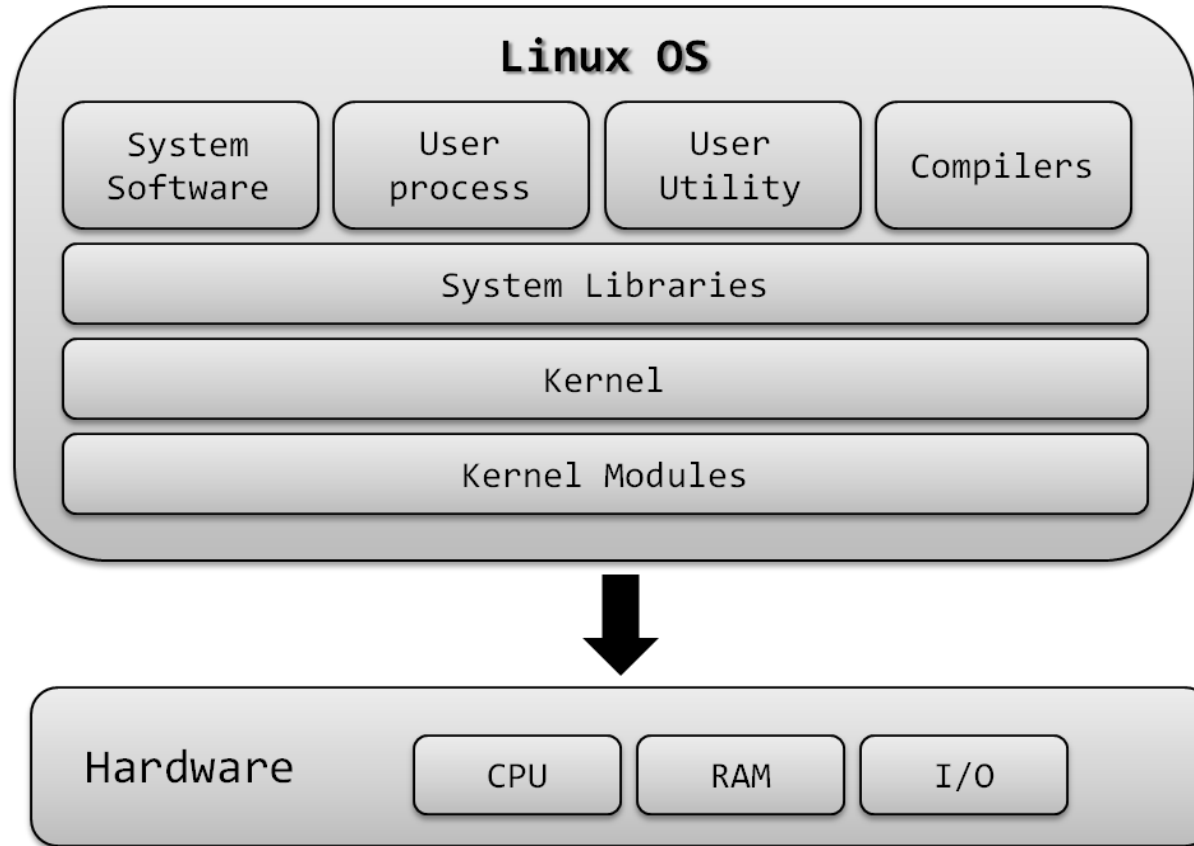 Linux OS
System
Software
User
process
User
Utility
Compilers
System Libraries
Kernel
Kernel Modules
Hardware
CPU
RAM
I/O